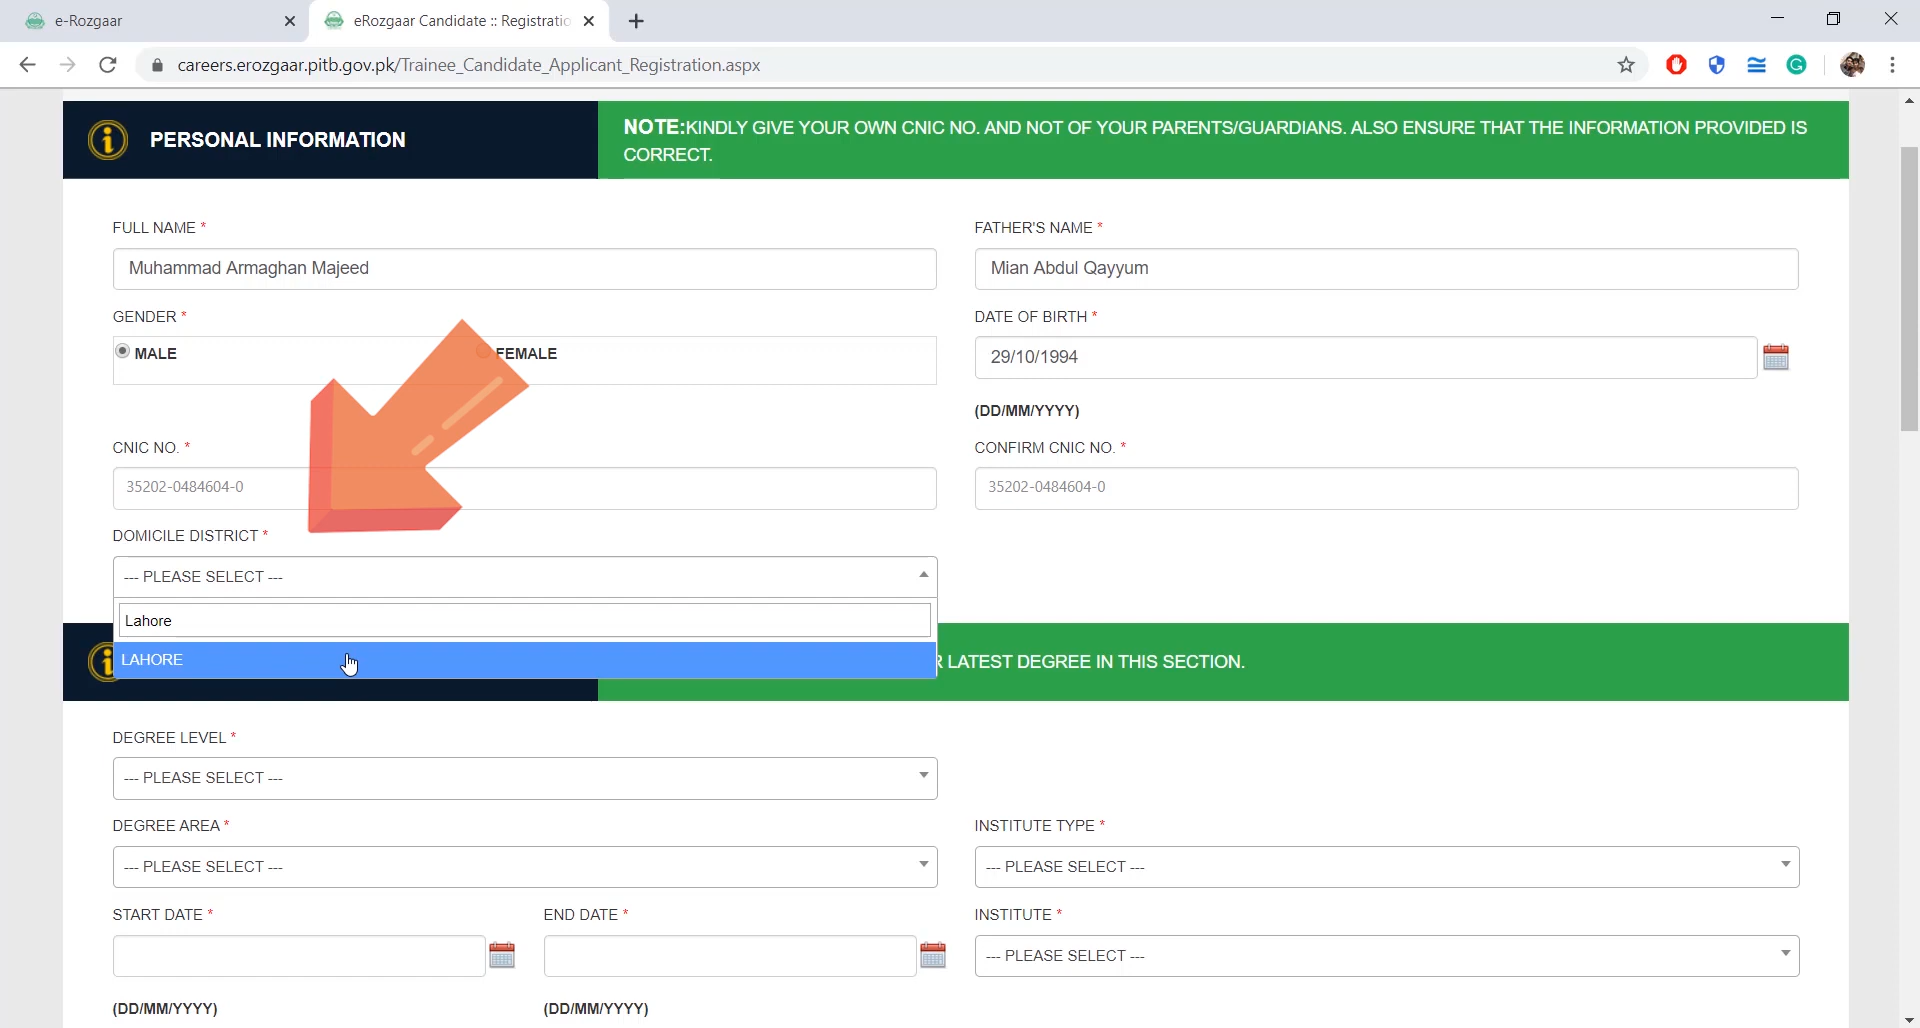 e-Rozgaar
eRozgaar Candidate :: Registratio
careers.erozgaar.pitb.gov.pk/Trainee_Candidate_Applicant_Registration.aspx
PERSONAL INFORMATION
NOTE:KINDLY GIVE YOUR OWN CNIC NO. AND NOT OF YOUR PARENTS/GUARDIANS. ALSO ENSURE THAT THE INFORMATION PROVIDED IS
CORRECT.
FULL NAME *
FATHER'S NAME *
Muhammad Armaghan Majeed
Mian Abdul Qayyum
GENDER *
DATE OF BIRTH *
MALE
FEMALE
29/10/1994
(DD/MM/YYYY)
CNIC NO. *
CONFIRM CNIC NO. *
35202-0484604-0
35202-0484604-0
DOMICILE DISTRICT *
--- PLEASE SELECT ---
Lahore
LAHORE
R LATEST DEGREE IN THIS SECTION.
DEGREE LEVEL *
--- PLEASE SELECT ---
DEGREE AREA *
INSTITUTE TYPE *
--- PLEASE SELECT ---
--- PLEASE SELECT ---
START DATE *
END DATE *
INSTITUTE *
--- PLEASE SELECT ---
(DD/MM/YYYY)
(DD/MM/YYYY)